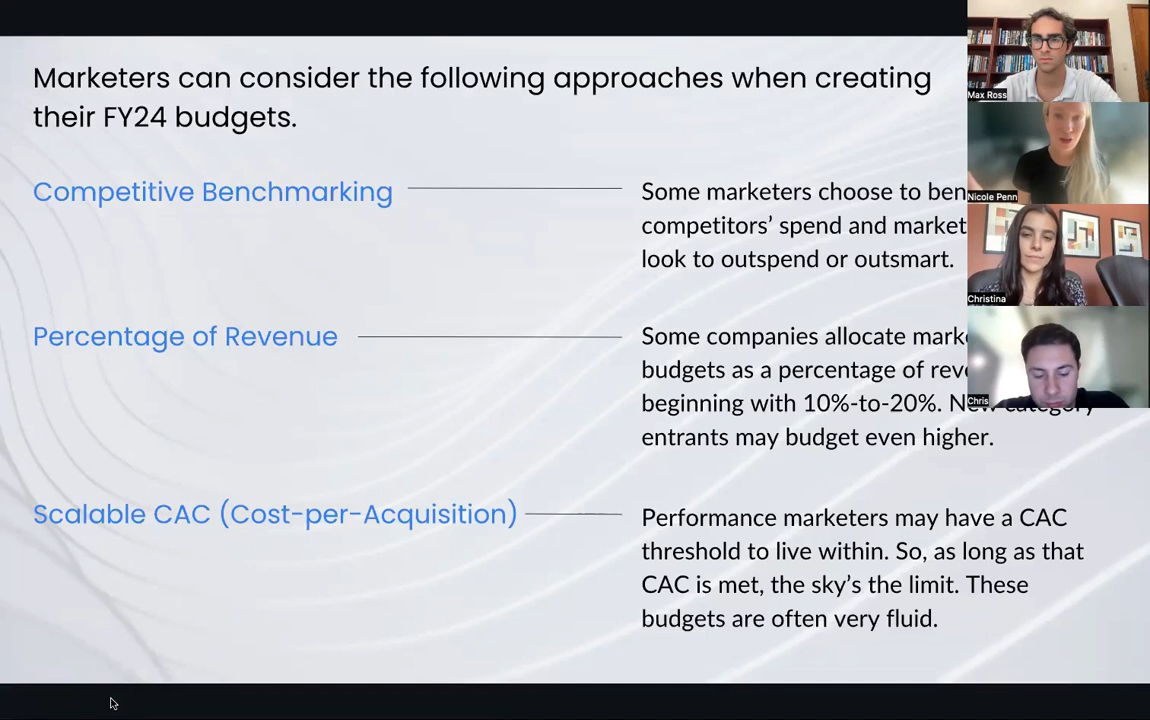 Marketers can consider the following approaches when creating
their FY24 budgets.
Competitive Benchmarking
Some marketers choose to
competitors' spend and
look to outspend or outsmart.
Percentage of Revenue
Some companies allocate
budgets as a percentage of
beginning with 10%-to-20%. New category
entrants may budget even higher.
Scalable CAC (Cost-per-Acquisition)
Performance marketers may have a CAC
threshold to live within. So, as long as that
CAC is met, the sky's the limit. These
budgets are often very fluid.
Max Ross
Nicole Penn
Christina
Chris